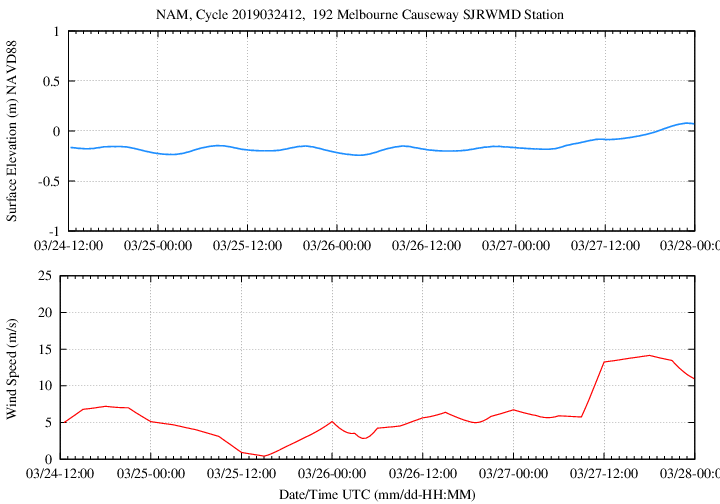 NAM, Cycle 2019032412,  192 Melbourne Causeway SJRWMD Station
Surface Elevation (m) NAVD88
1
0.5
0
-0.5
-1
03/24-12:00 03/25-00:00 03/25-12:00 03/26-00:00 03/26-12:00 03/27-00:00 03/27-12:00 03/28-00:0
Wind Speed (m/s)
25
20
15
10
5
0
03/24-12:00 03/25-00:00 03/25-12:00 03/26-00:00 03/26-12:00 03/27-00:00 03/27-12:00 03/28-00:0
Date/Time UTC (mm/dd-HH:MM)